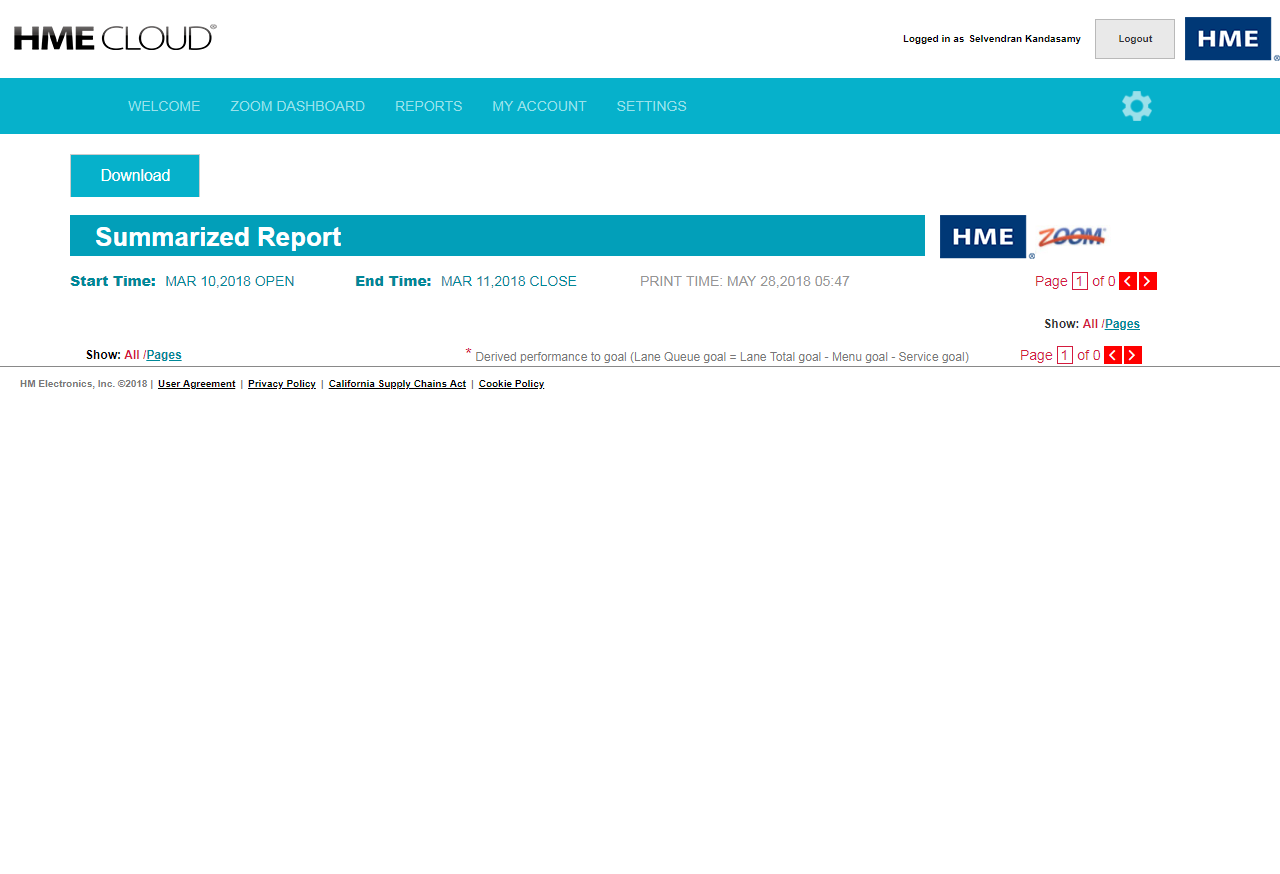 HME CLOUD®
Logged in as Selvendran Kandasamy
Logout
HME®
WELCOME ZOOM DASHBOARD REPORTS MY ACCOUNT SETTINGS
Download
Summarized Report
HME® ZOOM
Start Time: MAR 10,2018 OPEN End Time: MAR 11,2018 CLOSE PRINT TIME: MAY 28,2018 05:47 Page 1 of 0
Show: All /Pages
Show: All /Pages * Derived performance to goal (Lane Queue goal = Lane Total goal - Menu goal - Service goal) Page 1 of 0
HM Electronics, Inc. ©2018 | User Agreement | Privacy Policy | California Supply Chains Act | Cookie Policy